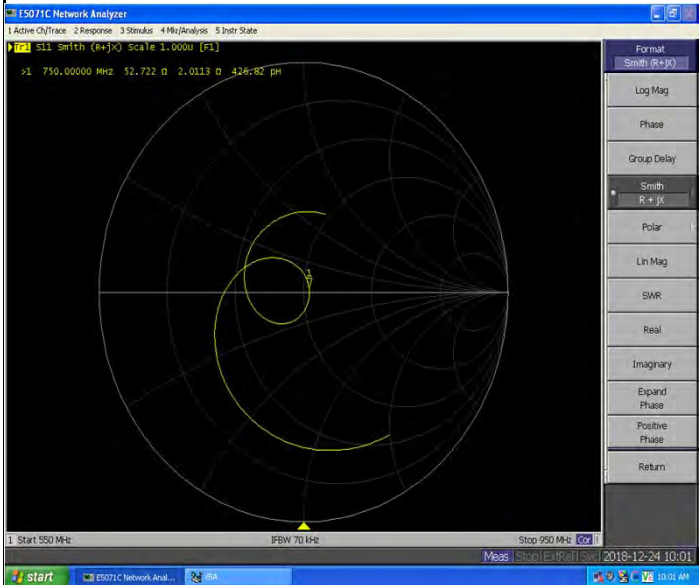 E5071C Network Analyzer
1 Active Ch/Trace 2 Response 3 Stimulus 4 Mkr/Analysis 5 Instr State
Tr1 S11 Smith (R+jX) Scale 1.000U [F1]
>1 750.00000 MHz 52.722 Ω 2.0113 Ω 426.82 pH
1
Format
Smith (R+jX)
Log Mag
Phase
Group Delay
Smith
R + jX
Polar
Lin Mag
SWR
Real
Imaginary
Expand
Phase
Positive
Phase
Return
1 Start 550 MHz IFBW 70 kHz Stop 950 MHz Cor !
Meas Stop ExtRef Svc 2018-12-24 10:01
start E5071C Network Anal... VBA 10:01 AM